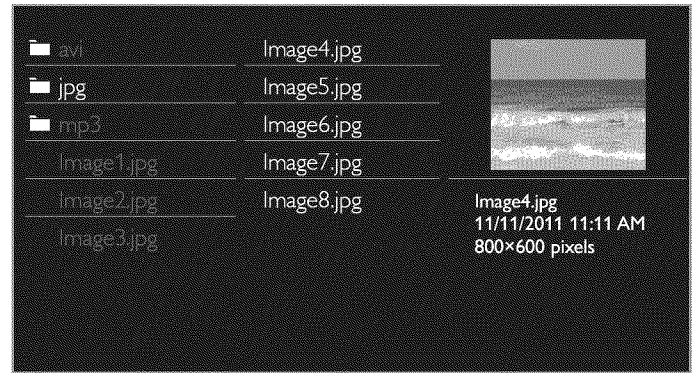 avi
jpg
mp3
Image1.jpg
Image2.jpg
Image3.jpg
Image4.jpg
Image5.jpg
Image6.jpg
Image7.jpg
Image8.jpg
Image4.jpg
11/11/2011 11:11 AM
800×600 pixels